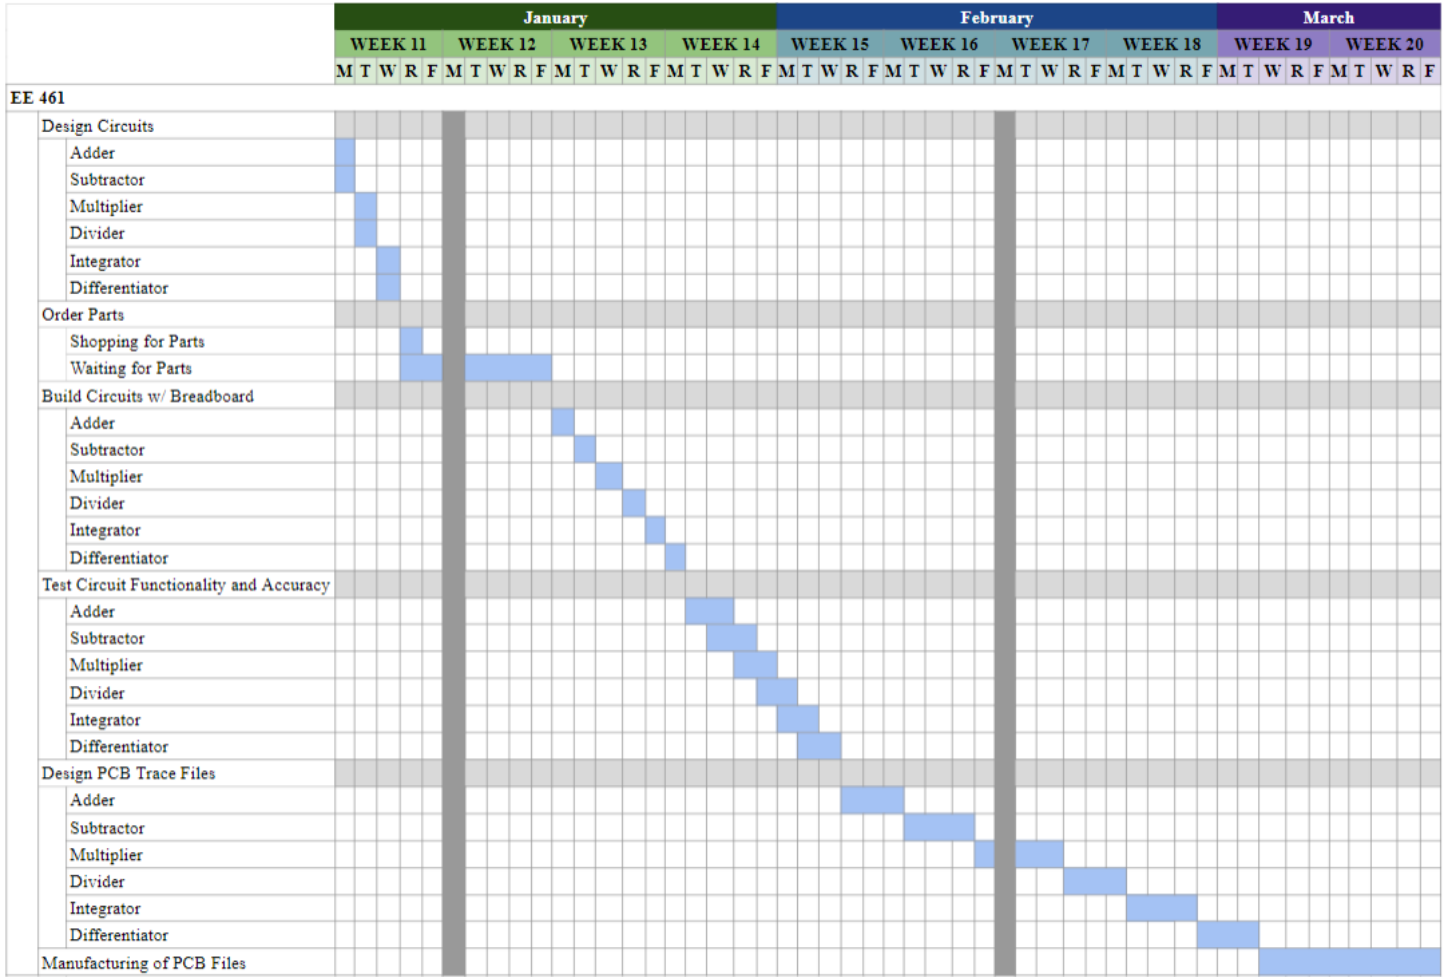 January February March
WEEK 11 WEEK 12 WEEK 13 WEEK 14 WEEK 15 WEEK 16 WEEK 17 WEEK 18 WEEK 19 WEEK 20
M T W R F M T W R F M T W R F M T W R F M T W R F M T W R F M T W R F M T W R F M T W R F M T W R F
EE 461
Design Circuits
Adder
Subtractor
Multiplier
Divider
Integrator
Differentiator
Order Parts
Shopping for Parts
Waiting for Parts
Build Circuits w/ Breadboard
Adder
Subtractor
Multiplier
Divider
Integrator
Differentiator
Test Circuit Functionality and Accuracy
Adder
Subtractor
Multiplier
Divider
Integrator
Differentiator
Design PCB Trace Files
Adder
Subtractor
Multiplier
Divider
Integrator
Differentiator
Manufacturing of PCB Files